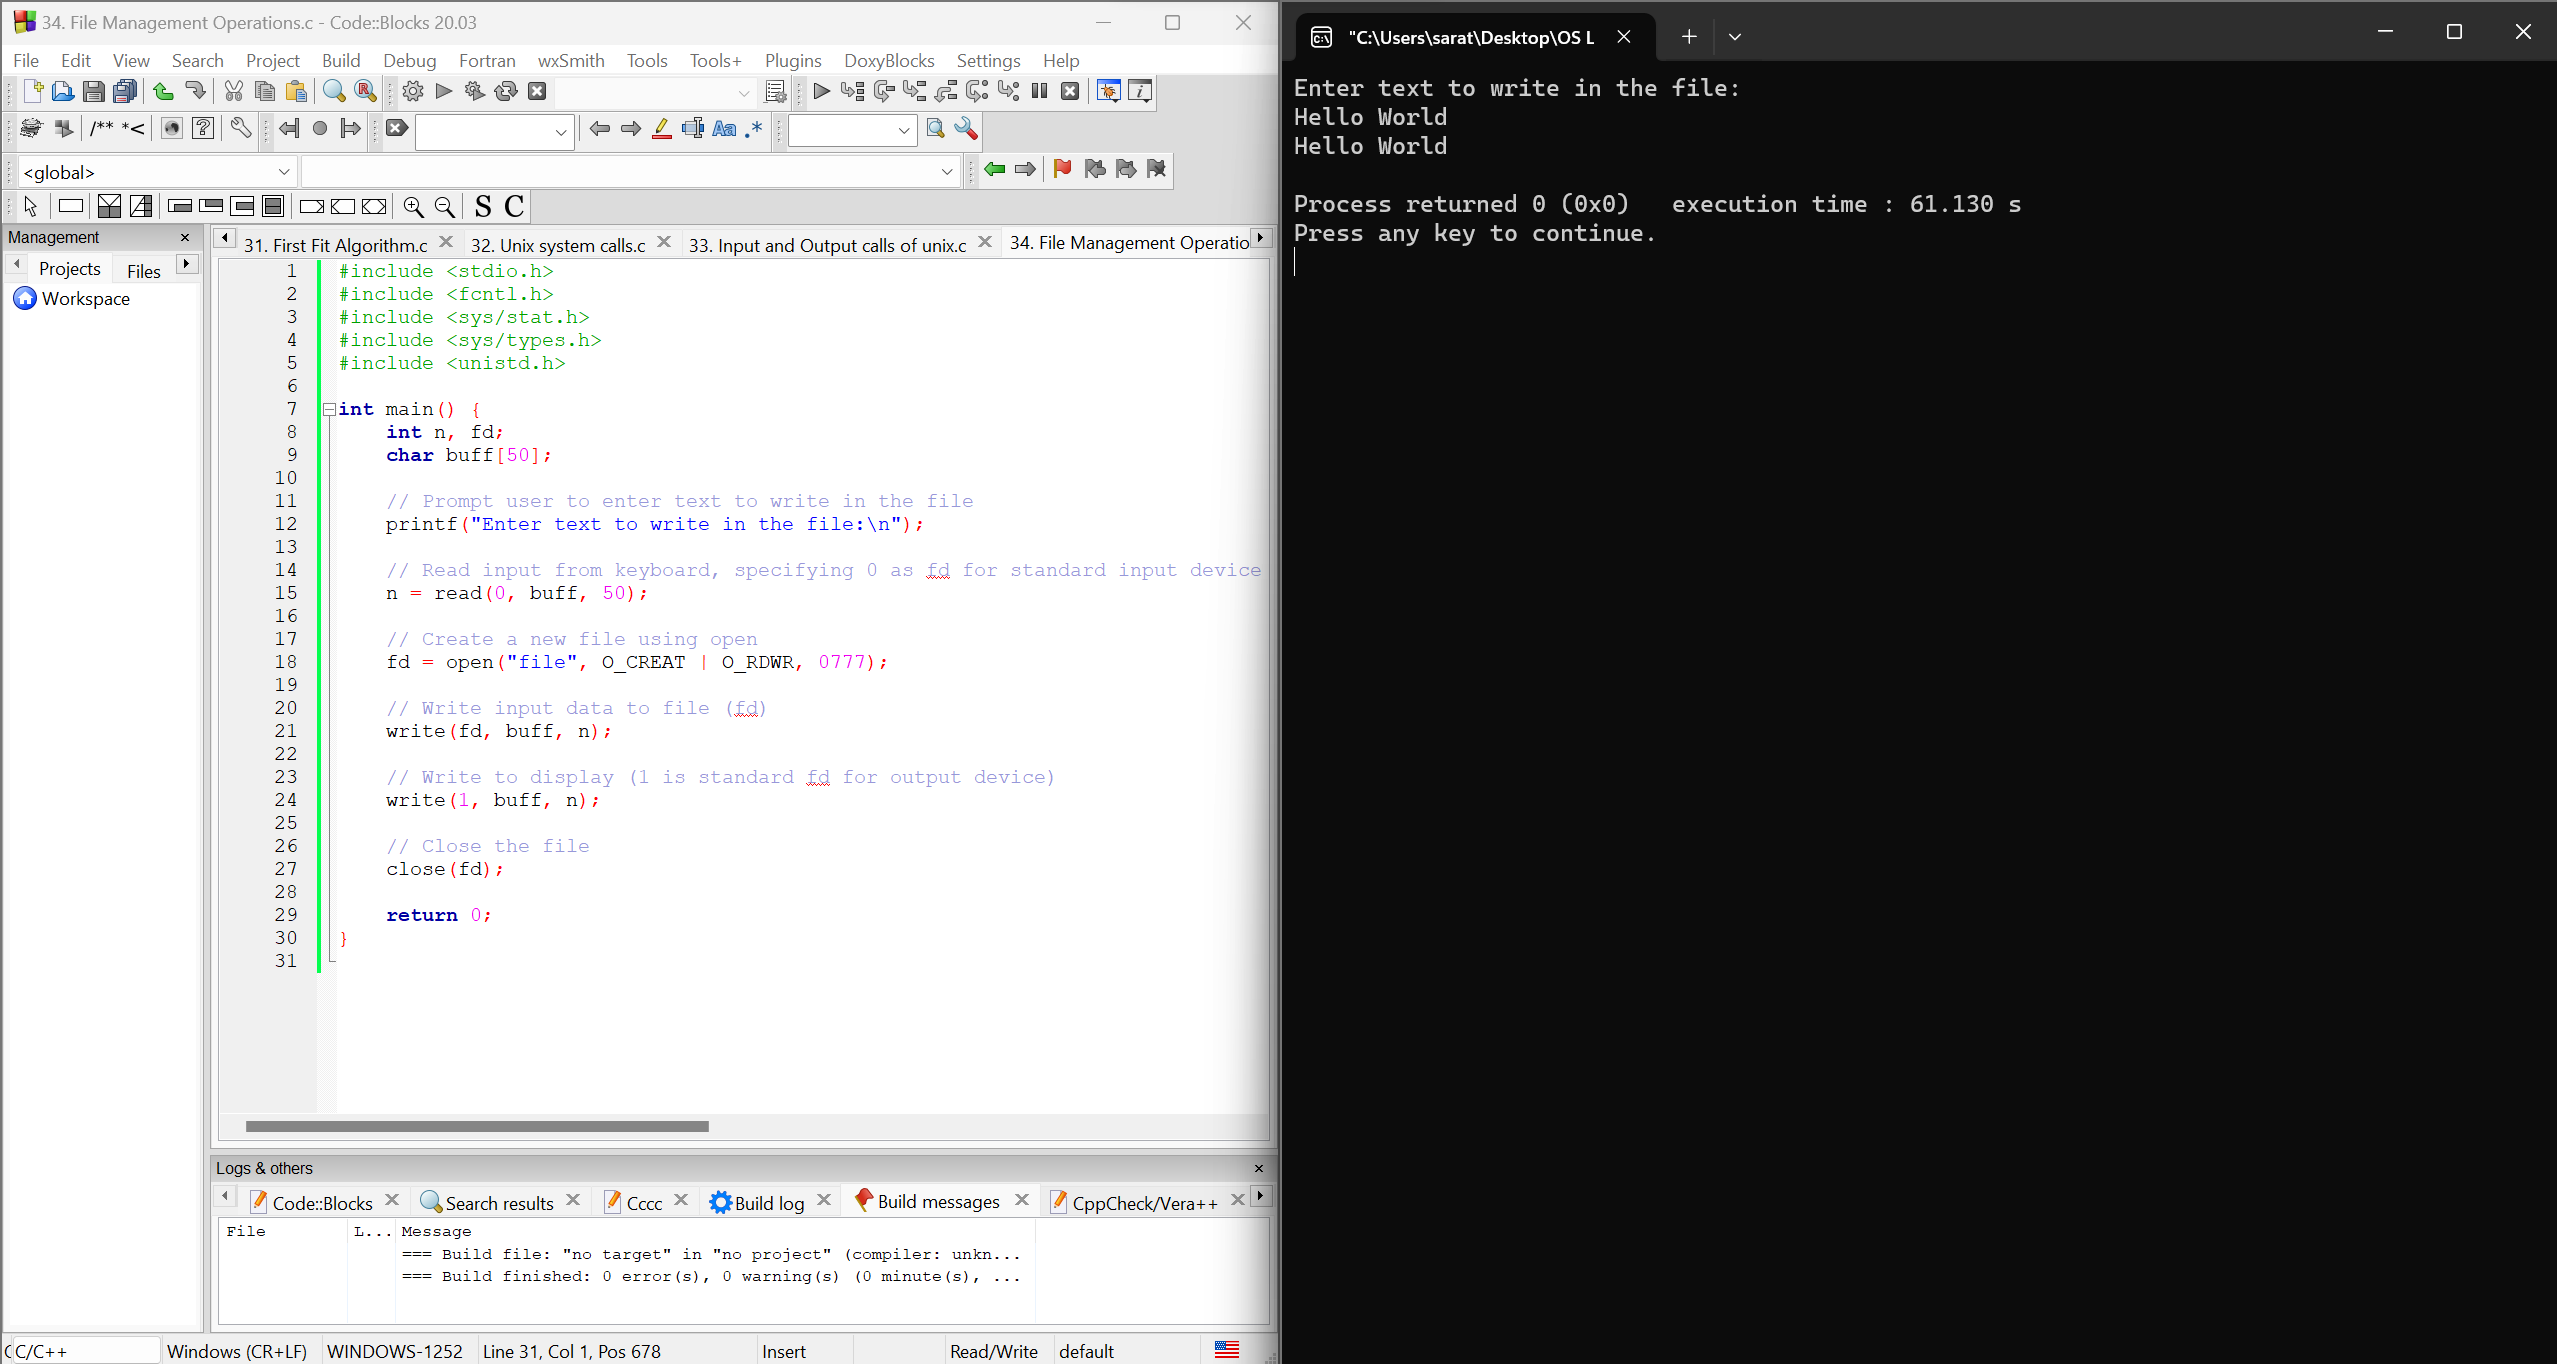 34. File Management Operations.c - Code::Blocks 20.03
File Edit View Search Project Build Debug Fortran wxSmith Tools Tools+ Plugins DoxyBlocks Settings Help
/** *<
Aa .*
<global>
S C
Management
Projects Files
Workspace
31. First Fit Algorithm.c 32. Unix system calls.c 33. Input and Output calls of unix.c 34. File Management Operatio
1 #include <stdio.h>
2 #include <fcntl.h>
3 #include <sys/stat.h>
4 #include <sys/types.h>
5 #include <unistd.h>
6
7 int main() {
8 int n, fd;
9 char buff[50];
10
11 // Prompt user to enter text to write in the file
12 printf("Enter text to write in the file:\n");
13
14 // Read input from keyboard, specifying 0 as fd for standard input device
15 n = read(0, buff, 50);
16
17 // Create a new file using open
18 fd = open("file", O_CREAT | O_RDWR, 0777);
19
20 // Write input data to file (fd)
21 write(fd, buff, n);
22
23 // Write to display (1 is standard fd for output device)
24 write(1, buff, n);
25
26 // Close the file
27 close(fd);
28
29 return 0;
30 }
31
Logs & others
Code::Blocks Search results Cccc Build log Build messages CppCheck/Vera++
File L... Message
=== Build file: "no target" in "no project" (compiler: unkn...
=== Build finished: 0 error(s), 0 warning(s) (0 minute(s), ...
C/C++ Windows (CR+LF) WINDOWS-1252 Line 31, Col 1, Pos 678 Insert Read/Write default
"C:\Users\sarat\Desktop\OS L
Enter text to write in the file:
Hello World
Hello World
Process returned 0 (0x0) execution time : 61.130 s
Press any key to continue.